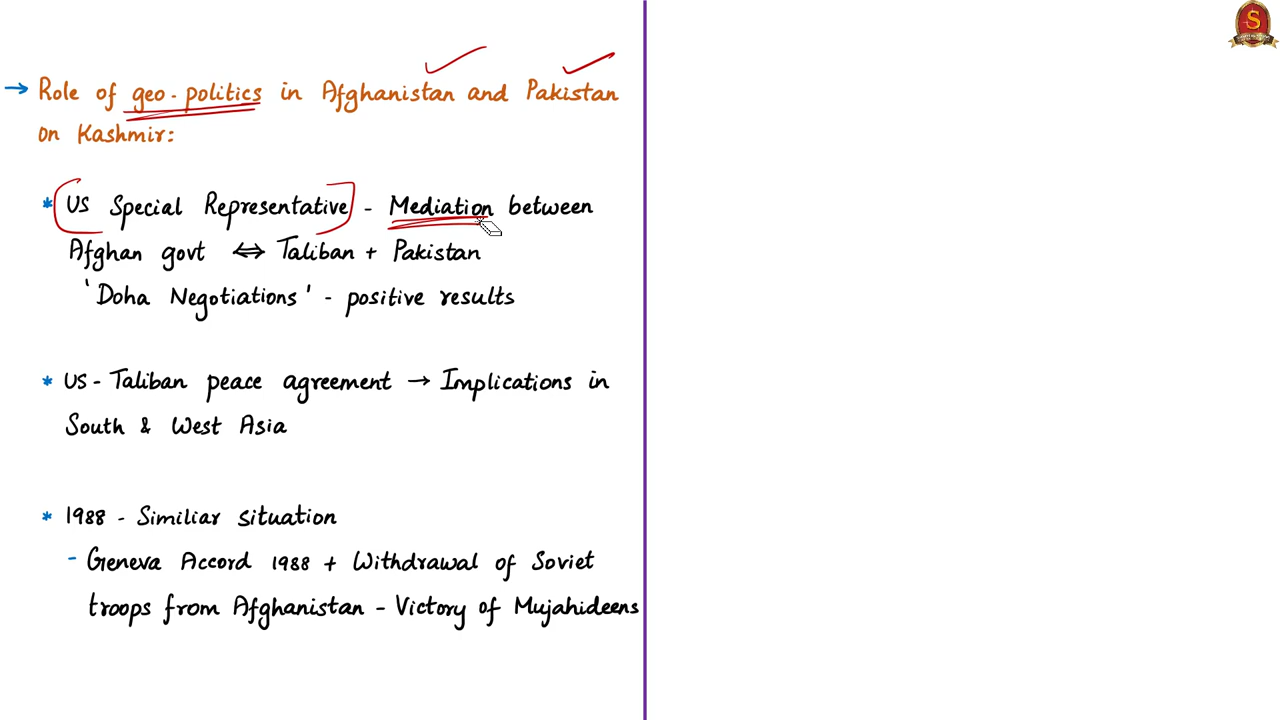 → Role of geo-politics in Afghanistan and Pakistan
on Kashmir:
* US Special Representative - Mediation between
Afghan govt ⇔ Taliban + Pakistan
'Doha Negotiations' - positive results
* US - Taliban peace agreement → Implications in
South & West Asia
* 1988 - Similiar situation
- Geneva Accord 1988 + Withdrawal of Soviet
troops from Afghanistan - Victory of Mujahideens
S